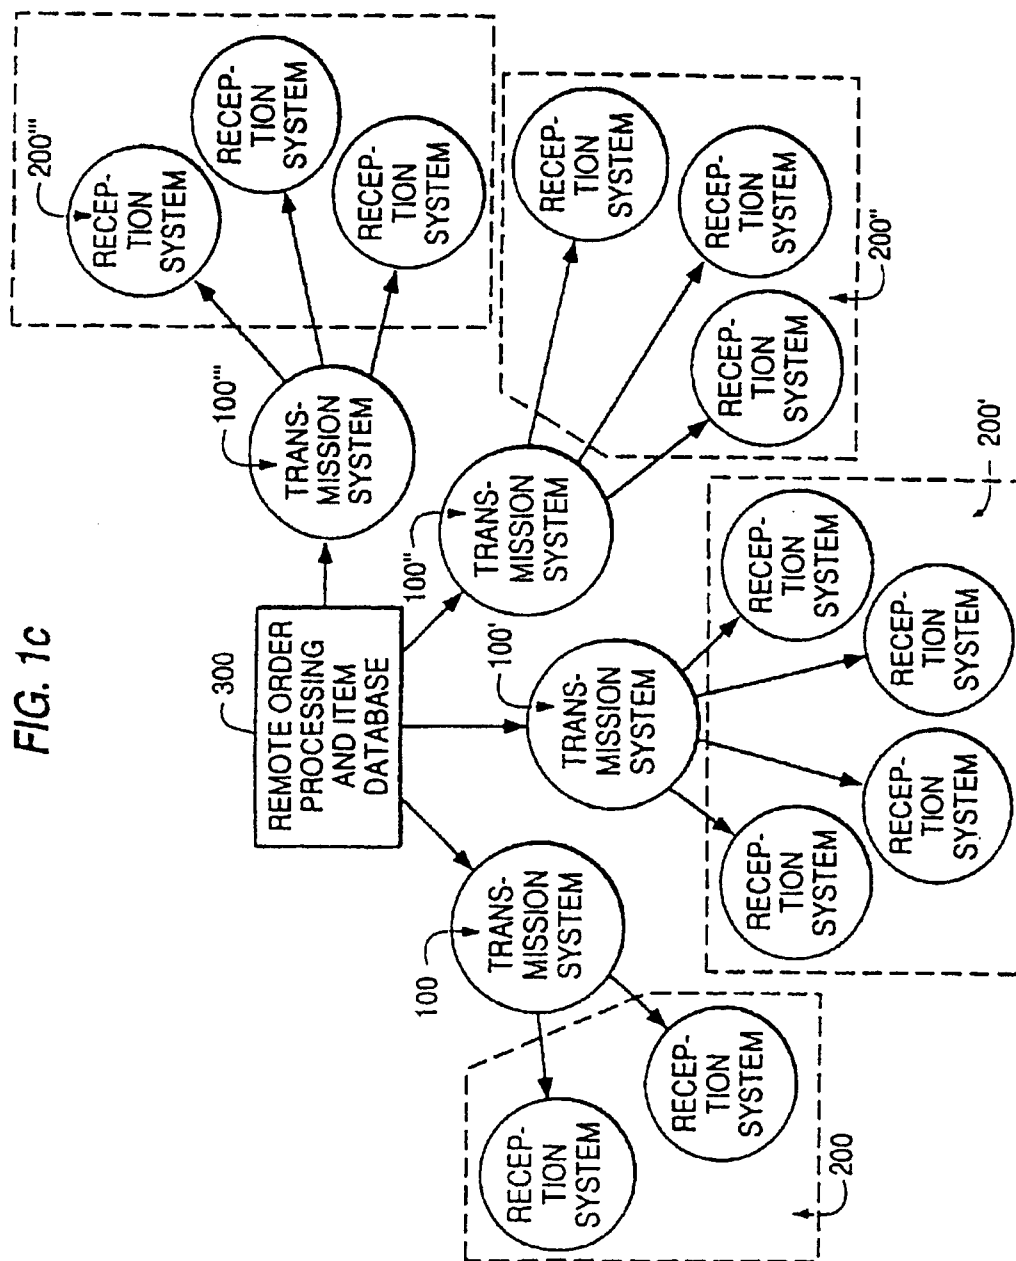 FIG. 1c
300
REMOTE ORDER
PROCESSING
AND ITEM
DATABASE
100
TRANS-
MISSION
SYSTEM
100'
TRANS-
MISSION
SYSTEM
100''
TRANS-
MISSION
SYSTEM
100'''
TRANS-
MISSION
SYSTEM
RECEP-
TION
SYSTEM
RECEP-
TION
SYSTEM
200
RECEP-
TION
SYSTEM
RECEP-
TION
SYSTEM
RECEP-
TION
SYSTEM
RECEP-
TION
SYSTEM
200'
RECEP-
TION
SYSTEM
RECEP-
TION
SYSTEM
RECEP-
TION
SYSTEM
200''
200'''
RECEP-
TION
SYSTEM
RECEP-
TION
SYSTEM
RECEP-
TION
SYSTEM